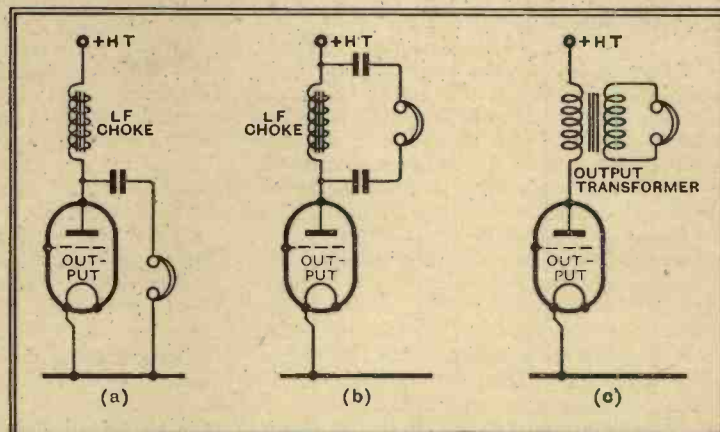 +HT
LF
CHOKE
OUT-
PUT
(a)
+HT
LF
CHOKE
OUT-
PUT
(b)
+HT
OUTPUT
TRANSFORMER
OUT-
PUT
(c)